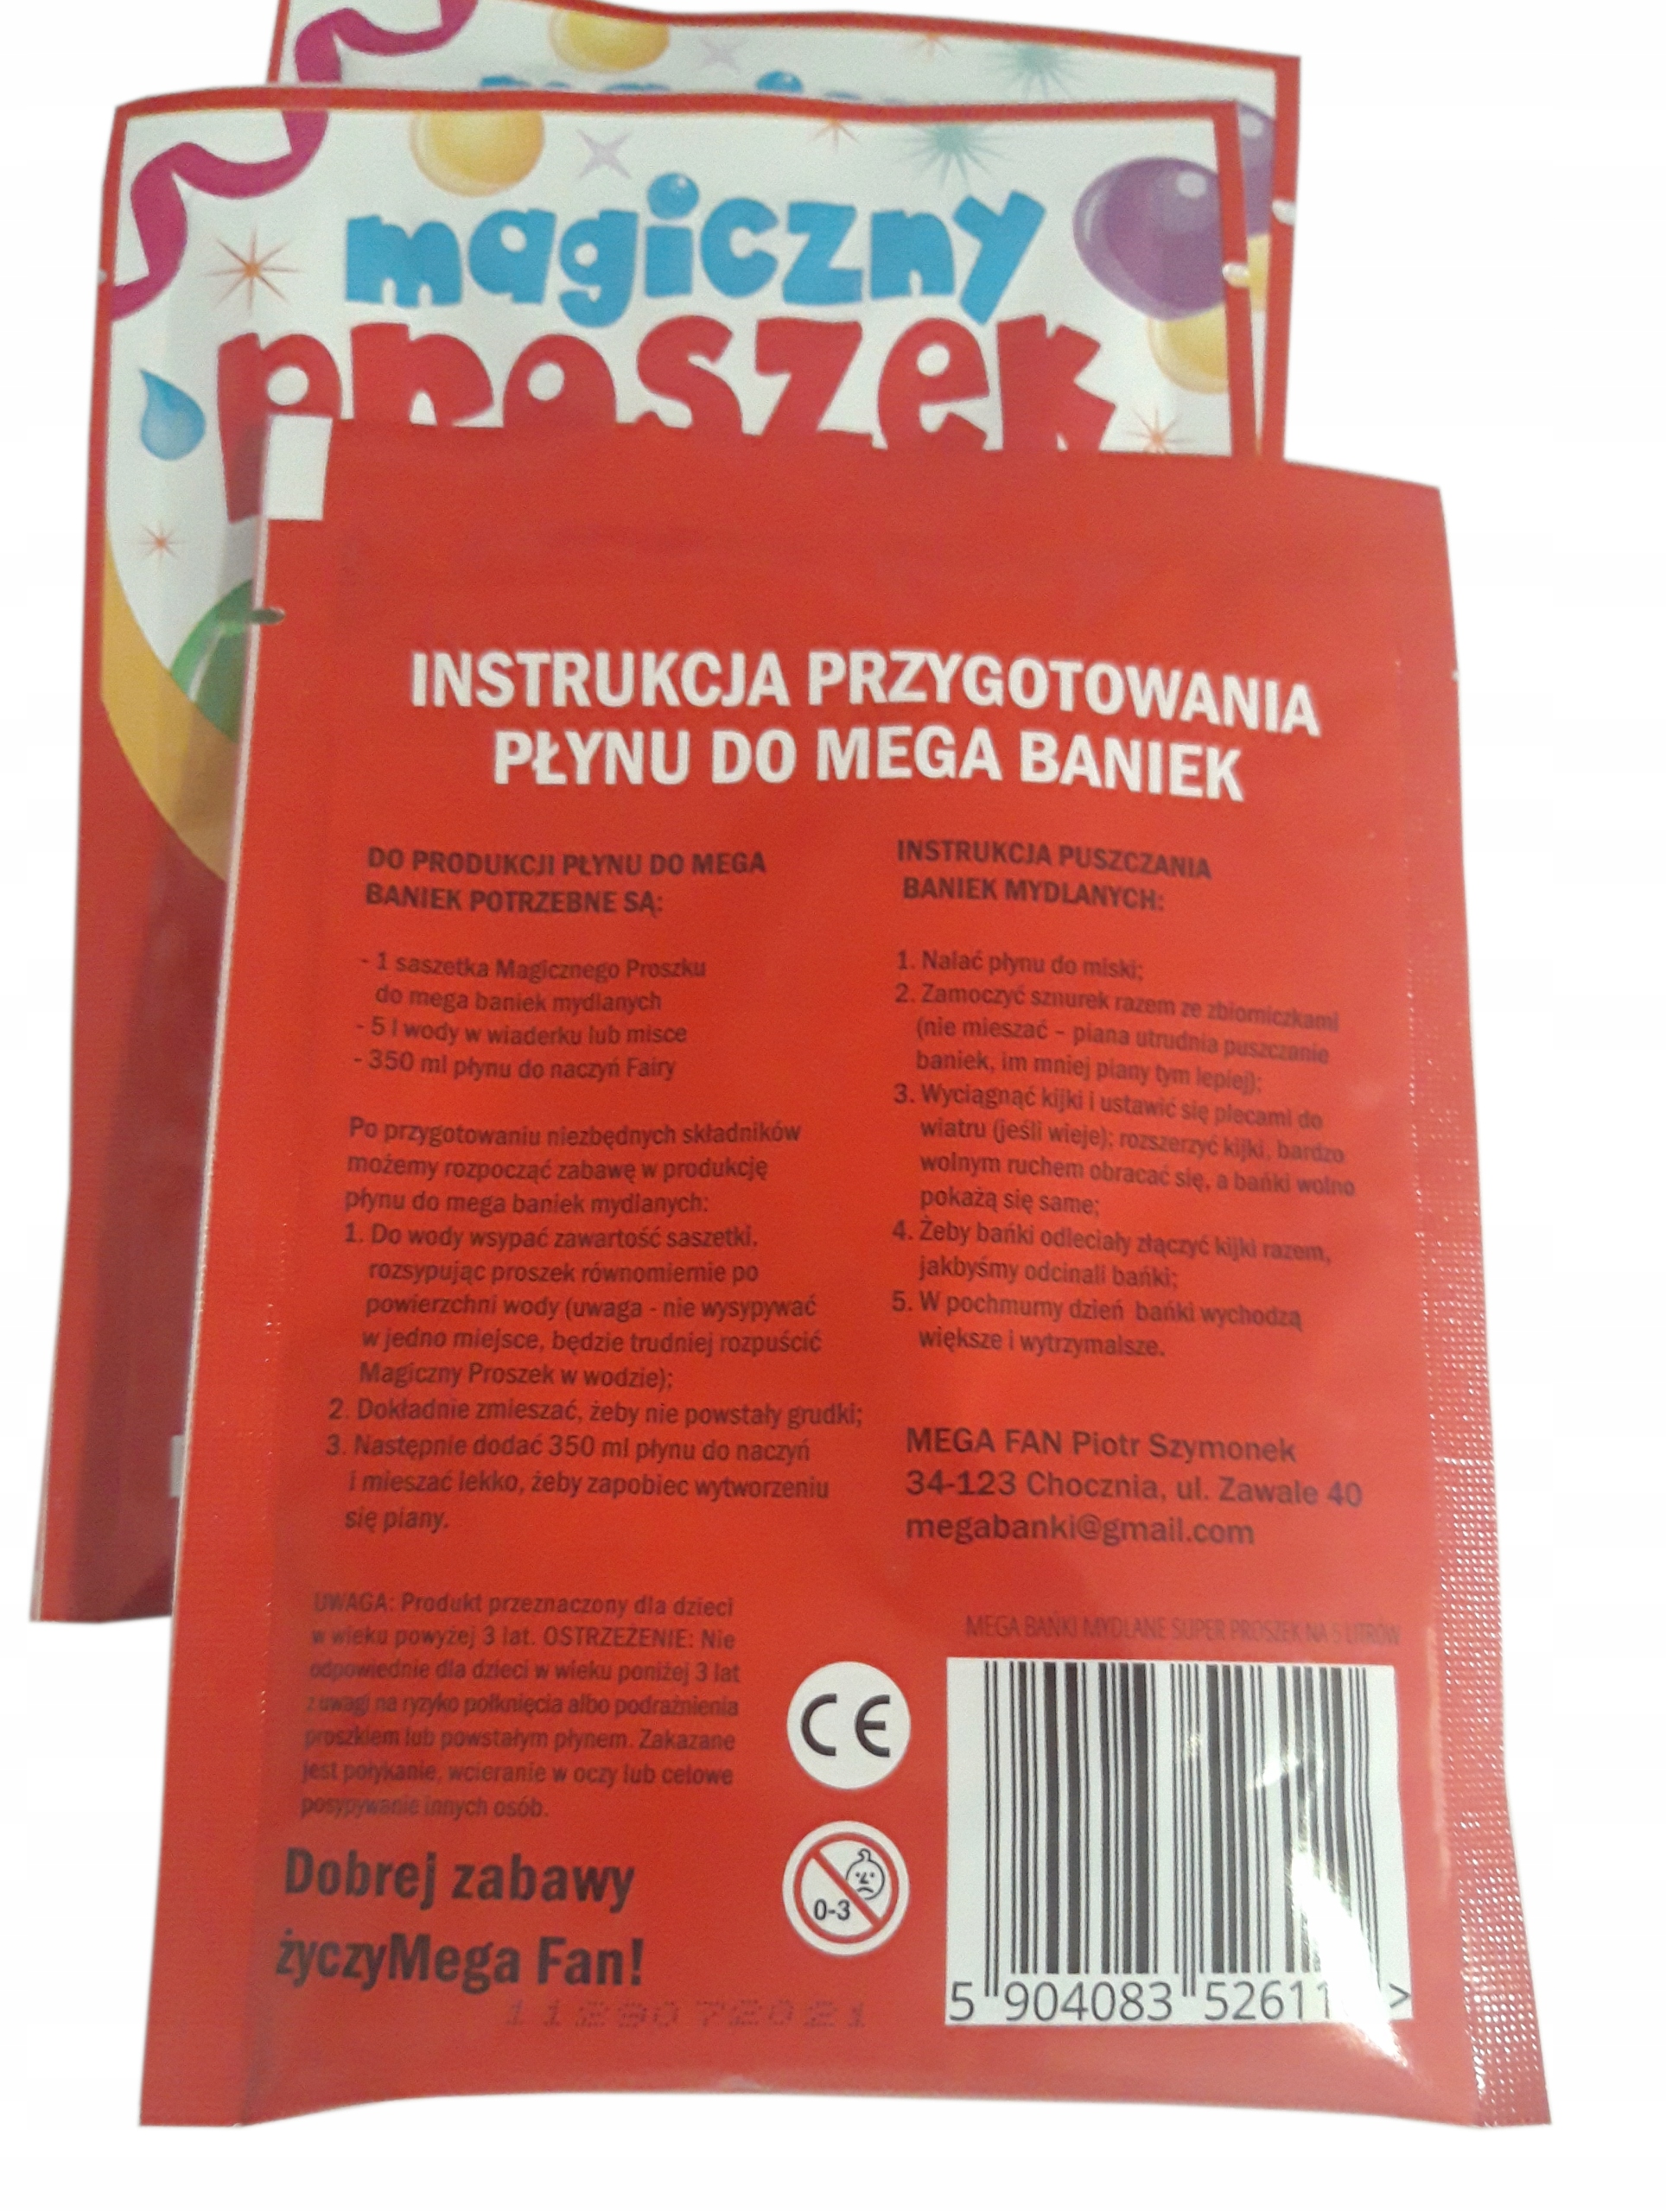 magiczny
proszek
INSTRUKCJA PRZYGOTOWANIA
PŁYNU DO MEGA BANIEK
DO PRODUKCJI PŁYNU DO MEGA
BANIEK POTRZEBNE SĄ:
- 1 saszetka Magicznego Proszku
do mega baniek mydlanych
- 5 l wody w wiaderku lub misce
- 350 ml płynu do naczyń Fairy
Po przygotowaniu niezbędnych składników
możemy rozpocząć zabawę w produkcję
płynu do mega baniek mydlanych:
1. Do wody wsypać zawartość saszetki,
rozsypując proszek równomiernie po
powierzchni wody (uwaga - nie wysypywać
w jedno miejsce, będzie trudniej rozpuścić
Magiczny Proszek w wodzie);
2. Dokładnie zmieszać, żeby nie powstały grudki;
3. Następnie dodać 350 ml płynu do naczyń
i mieszać lekko, żeby zapobiec wytworzeniu
się piany.
UWAGA: Produkt przeznaczony dla dzieci
w wieku powyżej 3 lat. OSTRZEŻENIE: Nie
odpowiednie dla dzieci w wieku poniżej 3 lat
z uwagi na ryzyko połknięcia albo podrażnienia
proszkiem lub powstałym płynem. Zakazane
jest połykanie, wcieranie w oczy lub celowe
posypywanie innych osób.
Dobrej zabawy
życzyMega Fan!
INSTRUKCJA PUSZCZANIA
BANIEK MYDLANYCH:
1. Nalać płynu do miski;
2. Zamoczyć sznurek razem ze zbiorniczkami
(nie mieszać - piana utrudnia puszczanie
baniek, im mniej piany tym lepiej);
3. Wyciągnąć kijki i ustawić się plecami do
wiatru (jeśli wieje); rozszerzyć kijki, bardzo
wolnym ruchem obracać się, a bańki wolno
pokażą się same;
4. Żeby bańki odleciały złączyć kijki razem,
jakbyśmy odcinali bańki;
5. W pochmurny dzień bańki wychodzą
większe i wytrzymalsze.
MEGA FAN Piotr Szymonek
34-123 Chocznia, ul. Zawale 40
megabanki@gmail.com
MEGA BAŃKI MYDLANE SUPER PROSZEK NA 5 LITRÓW
CE
0-3
5 904083 52611 >